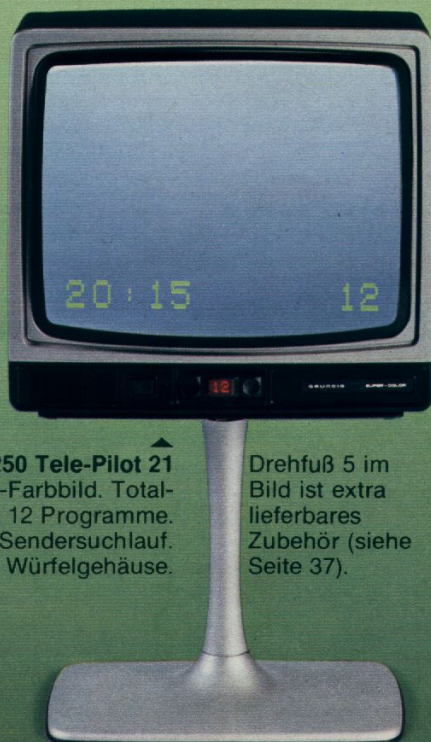 20:15 12
12
GRUNDIG SUPER-COLOR
250 Tele-Pilot 21
-Farbbild. Total-
12 Programme.
Sendersuchlauf.
Würfelgehäuse.
Drehfuß 5 im
Bild ist extra
lieferbares
Zubehör (siehe
Seite 37).